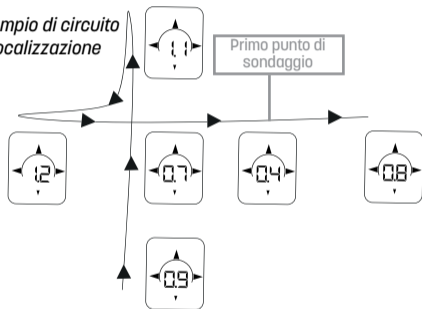 mpio di circuito
ocalizzazione
1.1
Primo punto di
sondaggio
1.2
0.7
0.4
0.8
0.9